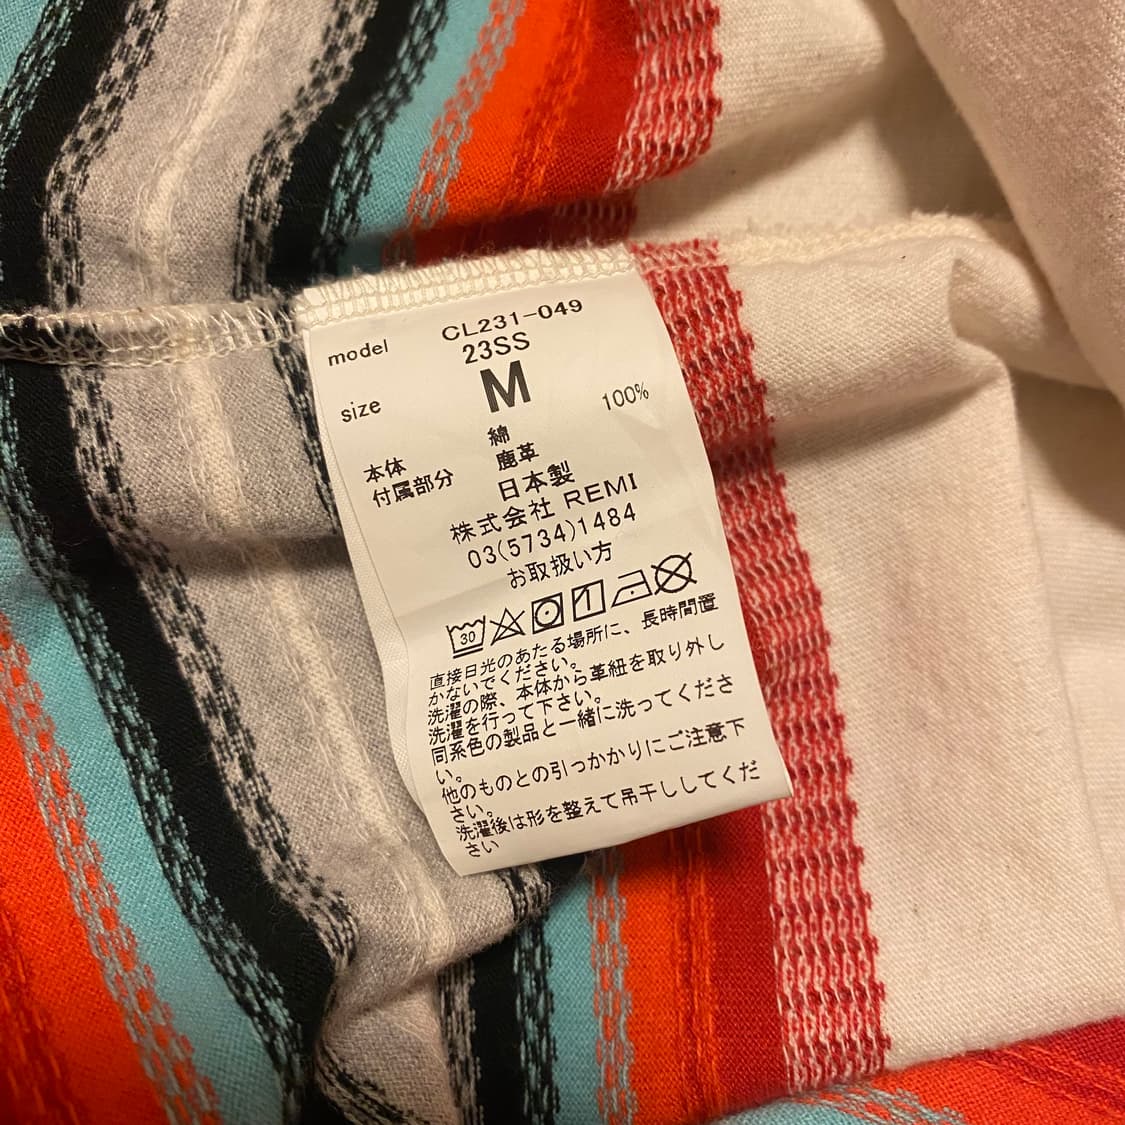 model CL231-049
23SS
size M
綿 100%
本体 鹿革
付属部分 日本製
株式会社 REMI
03(5734)1484
お取扱い方
30 1
直接日光のあたる場所に、長時間置
かないでください。
洗濯の際、本体から革紐を取り外し
洗濯を行って下さい。
同系色の製品と一緒に洗ってくださ
い。
他のものとの引っかかりにご注意下
さい。
洗濯後は形を整えて吊干ししてくだ
さい